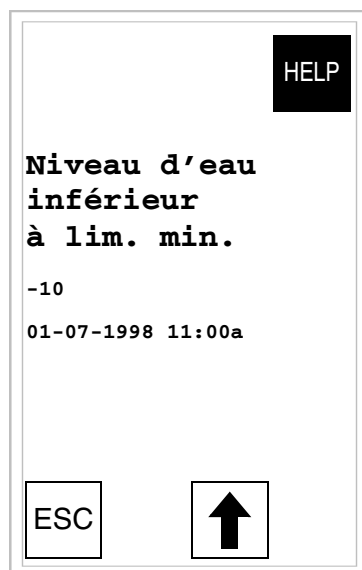 HELP
Niveau d’eau
inférieur
à lim. min.
-10
01-07-1998 11:00a
ESC